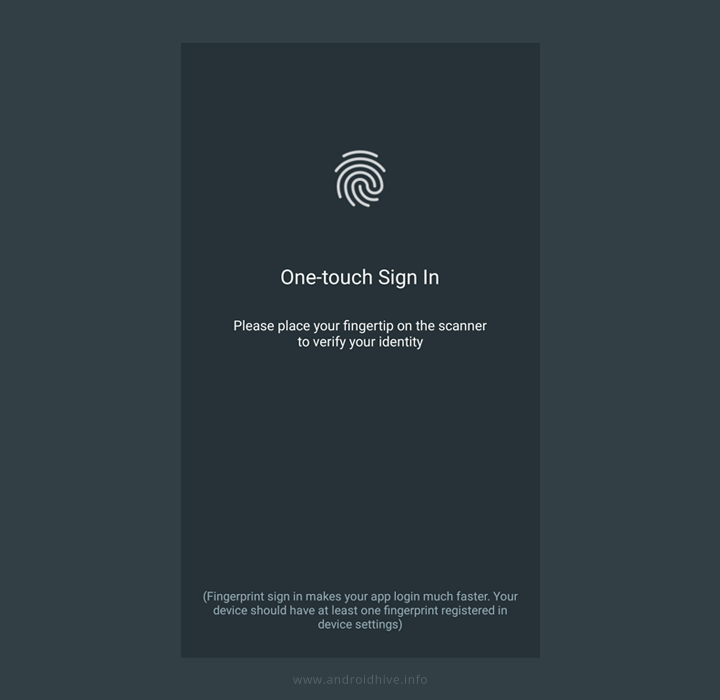 One-touch Sign In
Please place your fingertip on the scanner
to verify your identity
(Fingerprint sign in makes your app login much faster. Your
device should have at least one fingerprint registered in
device settings)
www.androidhive.info